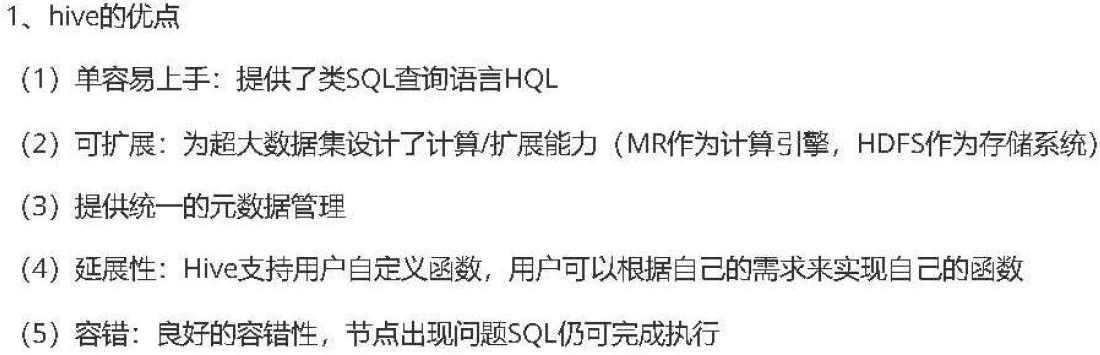 1、hive的优点
（1）单容易上手：提供了类SQL查询语言HQL
（2）可扩展：为超大数据集设计了计算/扩展能力（MR作为计算引擎，HDFS作为存储系统）
（3）提供统一的元数据管理
（4）延展性：Hive支持用户自定义函数，用户可以根据自己的需求来实现自己的函数
（5）容错：良好的容错性，节点出现问题SQL仍可完成执行